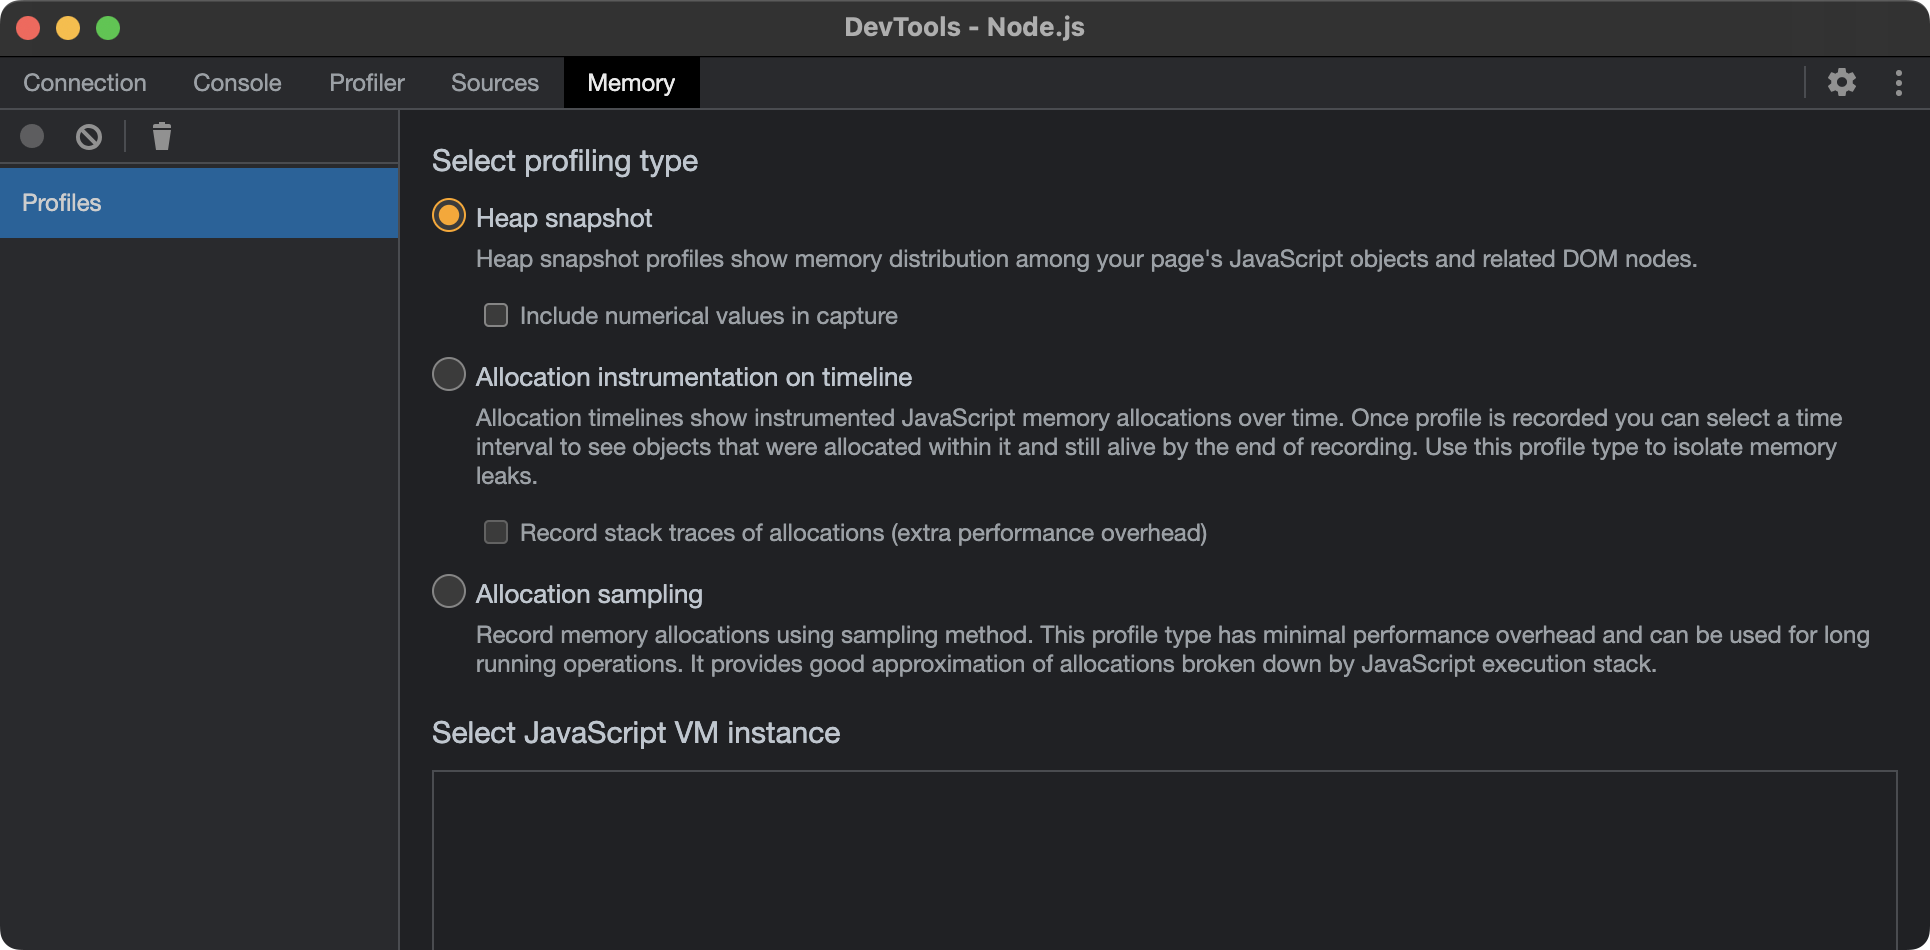 DevTools - Node.js
Connection Console Profiler Sources Memory
Profiles
Select profiling type
Heap snapshot
Heap snapshot profiles show memory distribution among your page's JavaScript objects and related DOM nodes.
Include numerical values in capture
Allocation instrumentation on timeline
Allocation timelines show instrumented JavaScript memory allocations over time. Once profile is recorded you can select a time
interval to see objects that were allocated within it and still alive by the end of recording. Use this profile type to isolate memory
leaks.
Record stack traces of allocations (extra performance overhead)
Allocation sampling
Record memory allocations using sampling method. This profile type has minimal performance overhead and can be used for long
running operations. It provides good approximation of allocations broken down by JavaScript execution stack.
Select JavaScript VM instance